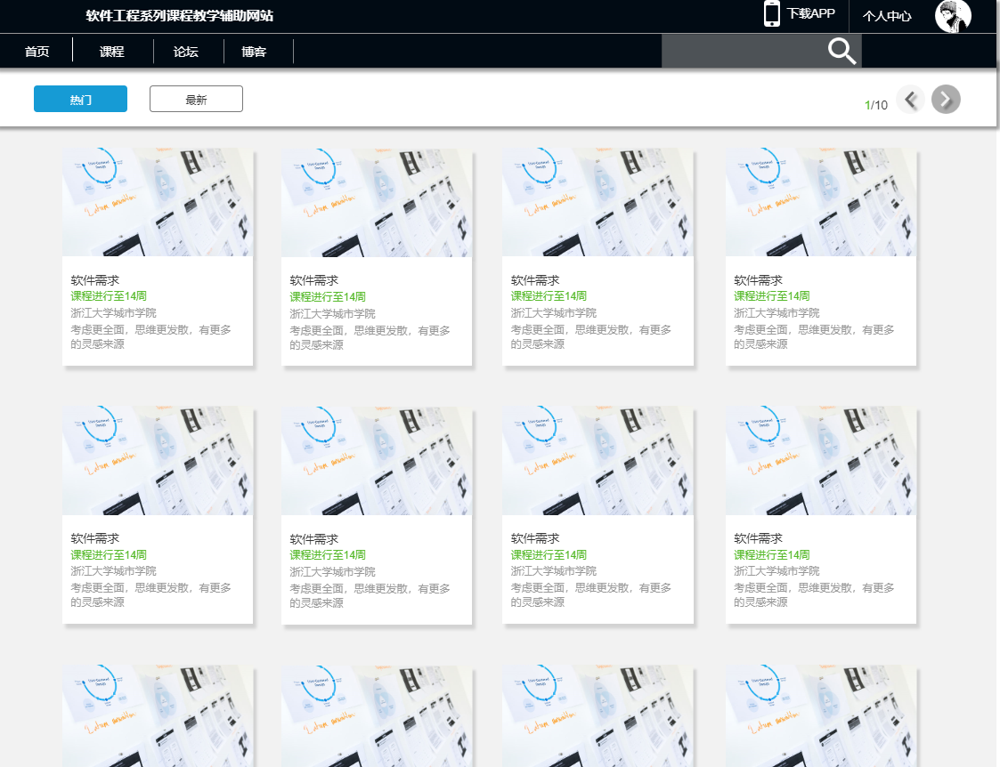 软件工程系列课程教学辅助网站
下载APP
个人中心
首页
课程
论坛
博客
热门
最新
1/10
软件需求
课程进行至14周
浙江大学城市学院
考虑更全面，思维更发散，有更多
的灵感来源
软件需求
课程进行至14周
浙江大学城市学院
考虑更全面，思维更发散，有更多
的灵感来源
软件需求
课程进行至14周
浙江大学城市学院
考虑更全面，思维更发散，有更多
的灵感来源
软件需求
课程进行至14周
浙江大学城市学院
考虑更全面，思维更发散，有更多
的灵感来源
软件需求
课程进行至14周
浙江大学城市学院
考虑更全面，思维更发散，有更多
的灵感来源
软件需求
课程进行至14周
浙江大学城市学院
考虑更全面，思维更发散，有更多
的灵感来源
软件需求
课程进行至14周
浙江大学城市学院
考虑更全面，思维更发散，有更多
的灵感来源
软件需求
课程进行至14周
浙江大学城市学院
考虑更全面，思维更发散，有更多
的灵感来源